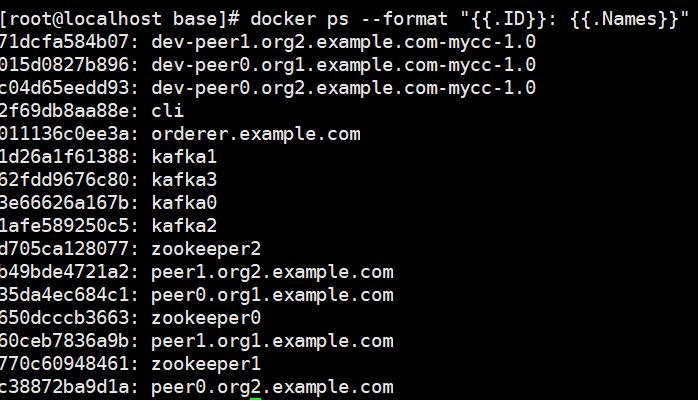 [root@localhost base]# docker ps --format "{{.ID}}: {{.Names}}"
71dcfa584b07: dev-peer1.org2.example.com-mycc-1.0
015d0827b896: dev-peer0.org1.example.com-mycc-1.0
c04d65eedd93: dev-peer0.org2.example.com-mycc-1.0
2f69db8aa88e: cli
011136c0ee3a: orderer.example.com
1d26a1f61388: kafka1
62fdd9676c80: kafka3
3e66626a167b: kafka0
1afe589250c5: kafka2
d705ca128077: zookeeper2
b49bde4721a2: peer1.org2.example.com
35da4ec684c1: peer0.org1.example.com
650dcccb3663: zookeeper0
60ceb7836a9b: peer1.org1.example.com
770c60948461: zookeeper1
c38872ba9d1a: peer0.org2.example.com